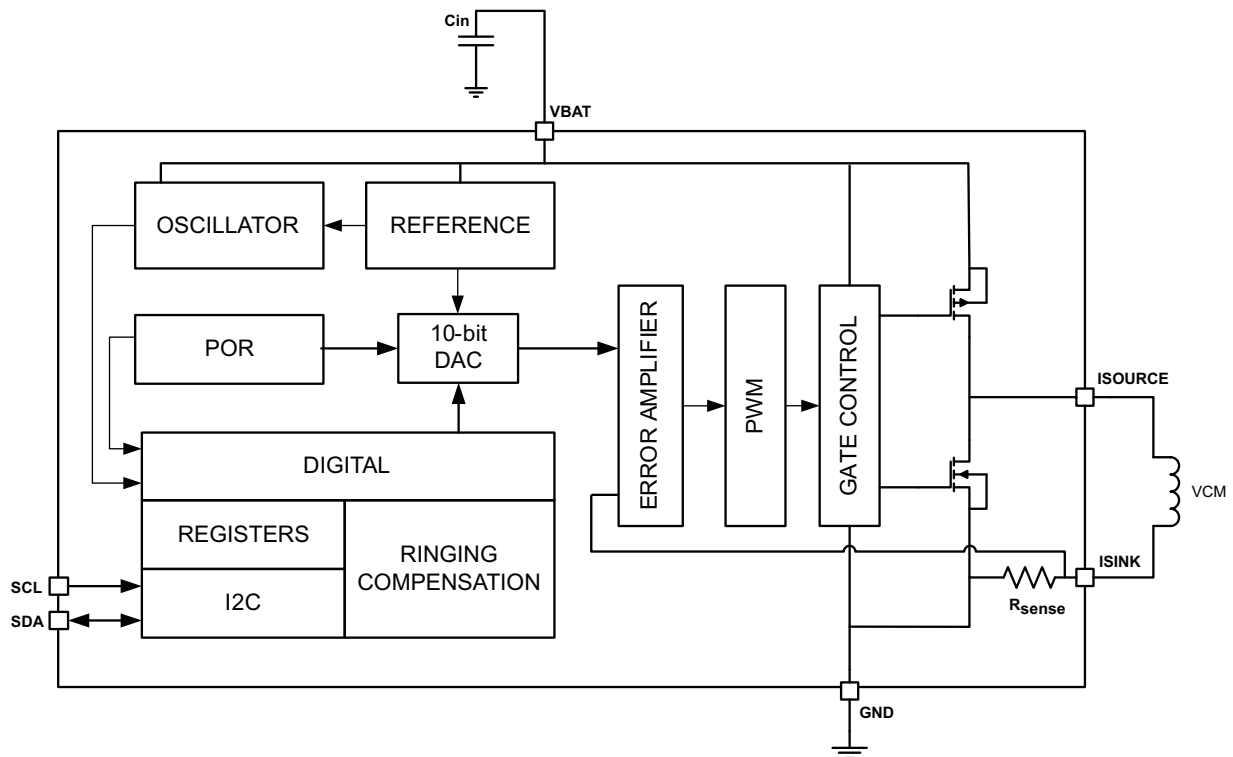 Cin
VBAT
OSCILLATOR
REFERENCE
POR
10-bit
DAC
ERROR AMPLIFIER
PWM
GATE CONTROL
ISOURCE
VCM
DIGITAL
REGISTERS
RINGING
COMPENSATION
I2C
SCL
SDA
ISINK
Rsense
GND